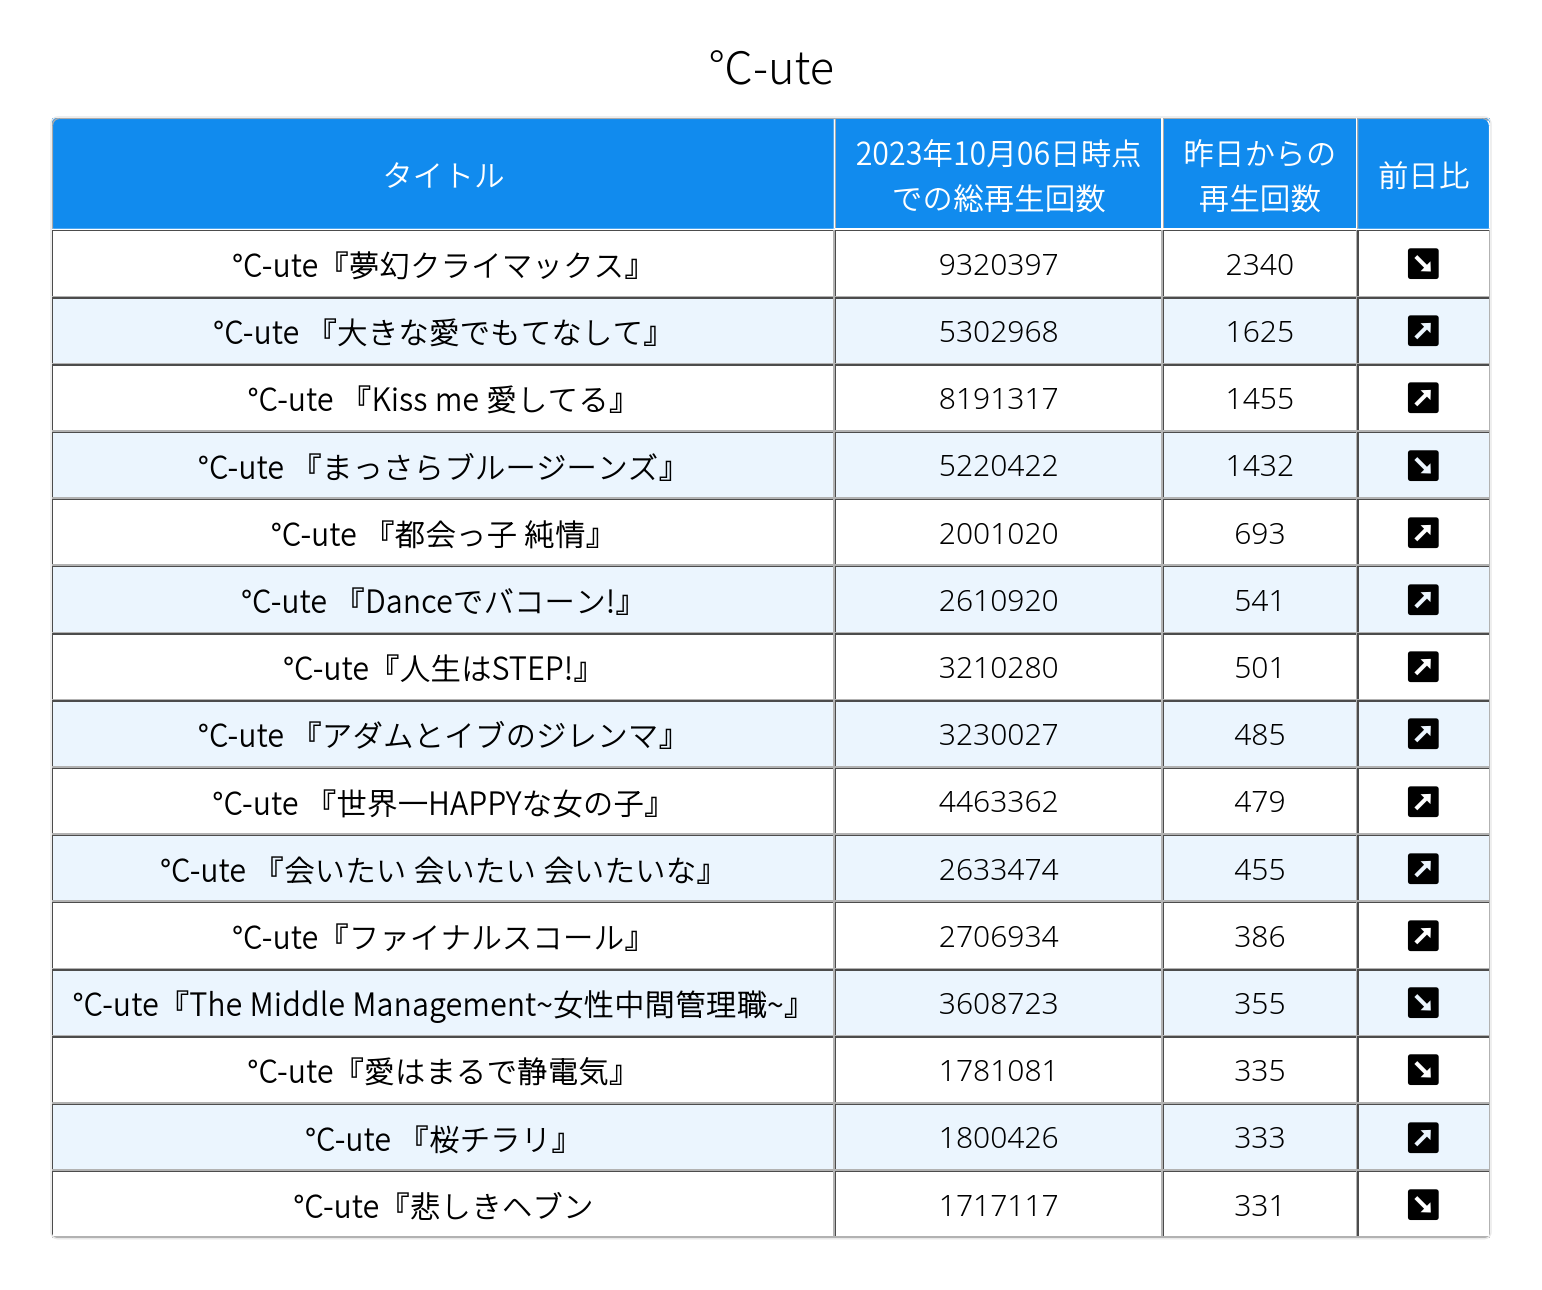 ℃-ute
タイトル
2023年10月06日時点
での総再生回数
昨日からの
再生回数
前日比
℃-ute『夢幻クライマックス』 9320397 2340
℃-ute 『大きな愛でもてなして』 5302968 1625
℃-ute 『Kiss me 愛してる』 8191317 1455
℃-ute 『まっさらブルージーンズ』 5220422 1432
℃-ute 『都会っ子 純情』 2001020 693
℃-ute 『Danceでバコーン!』 2610920 541
℃-ute『人生はSTEP!』 3210280 501
℃-ute 『アダムとイブのジレンマ』 3230027 485
℃-ute 『世界一HAPPYな女の子』 4463362 479
℃-ute 『会いたい 会いたい 会いたいな』 2633474 455
℃-ute『ファイナルスコール』 2706934 386
℃-ute『The Middle Management~女性中間管理職~』 3608723 355
℃-ute『愛はまるで静電気』 1781081 335
℃-ute 『桜チラリ』 1800426 333
℃-ute『悲しきヘブン 1717117 331